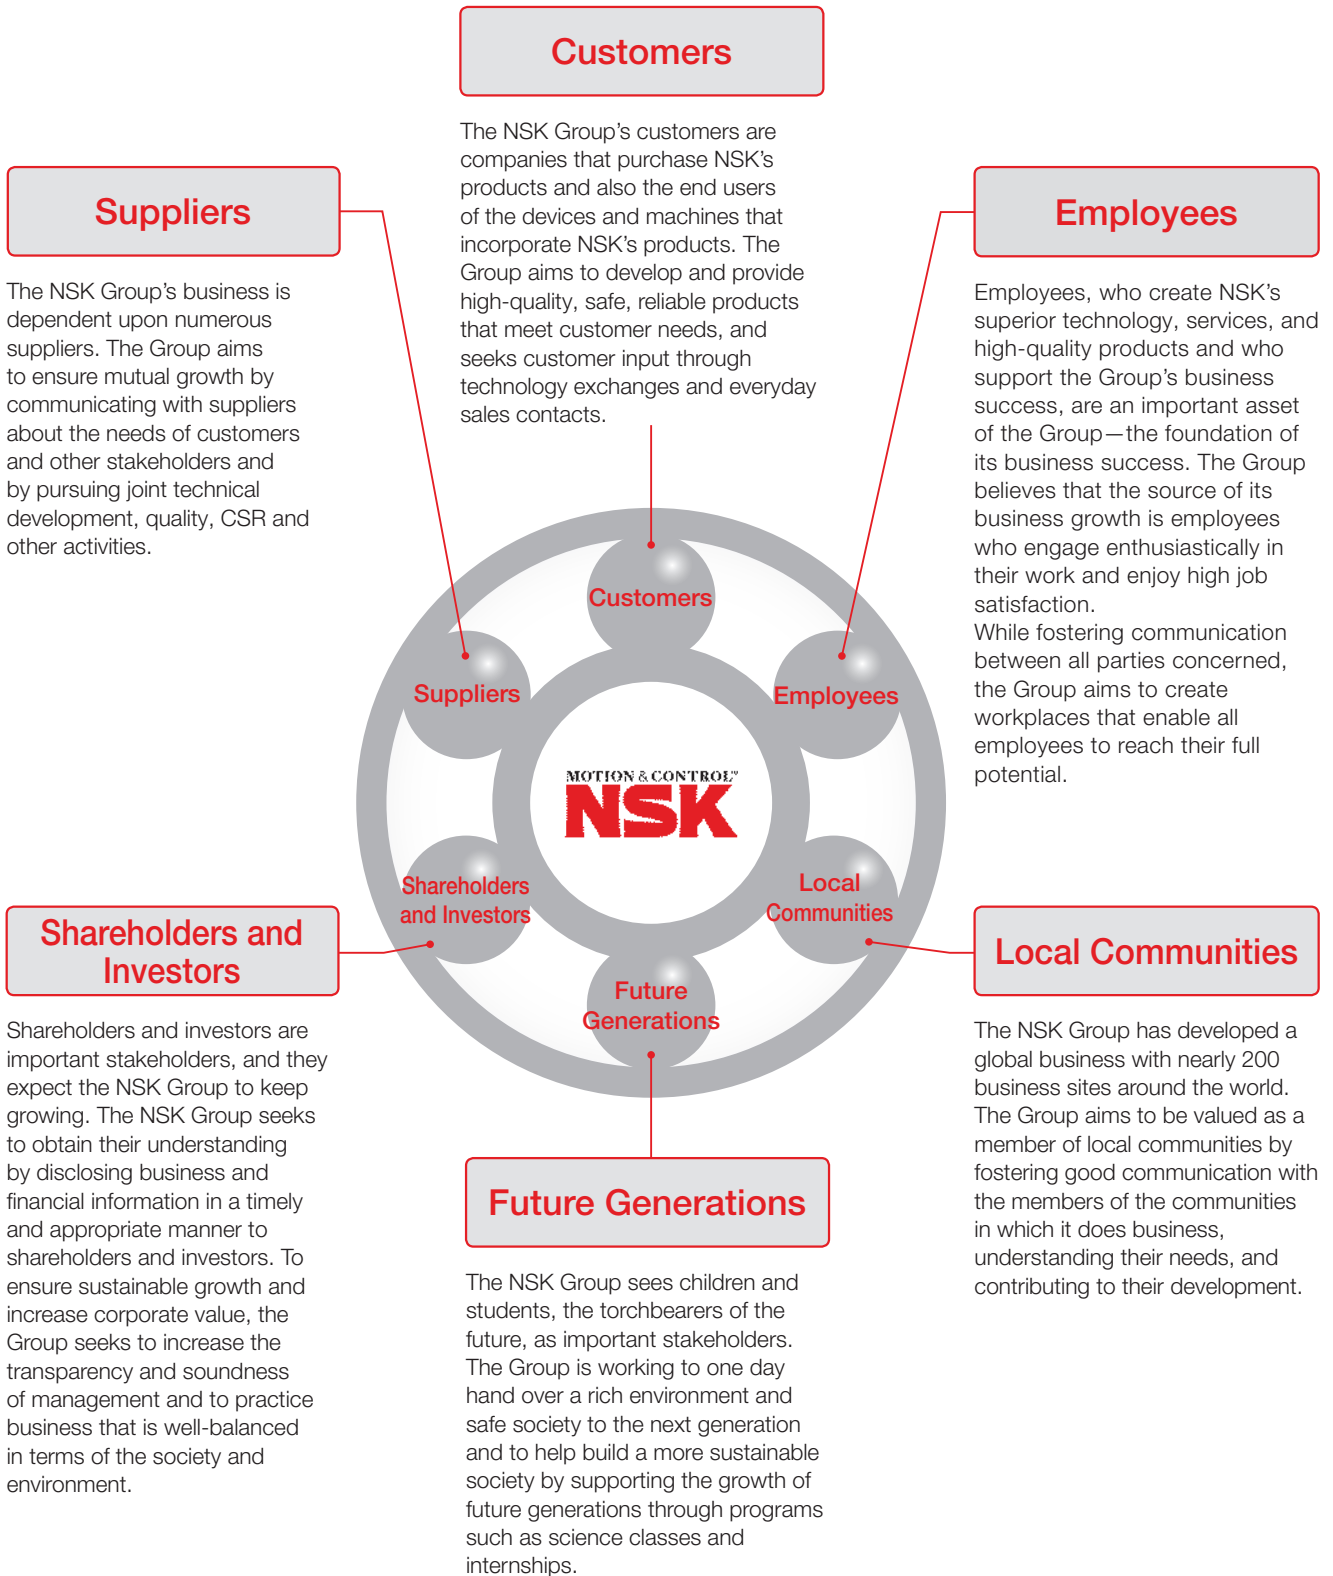 Customers
The NSK Group's customers are
companies that purchase NSK's
products and also the end users
of the devices and machines that
incorporate NSK's products. The
Group aims to develop and provide
high-quality, safe, reliable products
that meet customer needs, and
seeks customer input through
technology exchanges and everyday
sales contacts.
Suppliers
The NSK Group's business is
dependent upon numerous
suppliers. The Group aims
to ensure mutual growth by
communicating with suppliers
about the needs of customers
and other stakeholders and
by pursuing joint technical
development, quality, CSR and
other activities.
Employees
Employees, who create NSK's
superior technology, services, and
high-quality products and who
support the Group's business
success, are an important asset
of the Group—the foundation of
its business success. The Group
believes that the source of its
business growth is employees
who engage enthusiastically in
their work and enjoy high job
satisfaction.
While fostering communication
between all parties concerned,
the Group aims to create
workplaces that enable all
employees to reach their full
potential.
Customers
Suppliers
Employees
MOTION & CONTROL™
NSK
Shareholders
and Investors
Local
Communities
Future
Generations
Shareholders and
Investors
Shareholders and investors are
important stakeholders, and they
expect the NSK Group to keep
growing. The NSK Group seeks
to obtain their understanding
by disclosing business and
financial information in a timely
and appropriate manner to
shareholders and investors. To
ensure sustainable growth and
increase corporate value, the
Group seeks to increase the
transparency and soundness
of management and to practice
business that is well-balanced
in terms of the society and
environment.
Future Generations
The NSK Group sees children and
students, the torchbearers of the
future, as important stakeholders.
The Group is working to one day
hand over a rich environment and
safe society to the next generation
and to help build a more sustainable
society by supporting the growth of
future generations through programs
such as science classes and
internships.
Local Communities
The NSK Group has developed a
global business with nearly 200
business sites around the world.
The Group aims to be valued as a
member of local communities by
fostering good communication with
the members of the communities
in which it does business,
understanding their needs, and
contributing to their development.